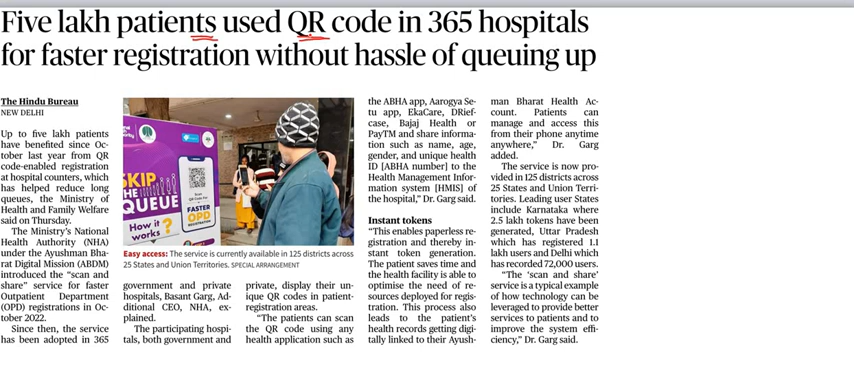 Five lakh patients used QR code in 365 hospitals
for faster registration without hassle of queuing up
The Hindu Bureau
NEW DELHI
Up to five lakh patients
have benefited since Oc-
tober last year from QR
code-enabled registration
at hospital counters, which
has helped reduce long
queues, the Ministry of
Health and Family Welfare
said on Thursday.
The Ministry's National
Health Authority (NHA)
under the Ayushman Bha-
rat Digital Mission (ABDM)
introduced the "scan and
share" service for faster
Outpatient Department
(OPD) registrations in Oc-
tober 2022.
Since then, the service
has been adopted in 365
SKIP
THE
QUEUE
How it
works?
FASTER
OPD
REGISTRATION
Easy access: The service is currently available in 125 districts across
25 States and Union Territories. SPECIAL ARRANGEMENT
government and private
hospitals, Basant Garg, Ad-
ditional CEO, NHA, ex-
plained.
The participating hospi-
tals, both government and
private, display their un-
ique QR codes in patient-
registration areas.
"The patients can scan
the QR code using any
health application such as
the ABHA app, Aarogya Se-
tu app, EkaCare, DRief-
case, Bajaj Health or
PayTM and share informa-
tion such as name, age,
gender, and unique health
ID [ABHA number] to the
Health Management Infor-
mation system [HMIS] of
the hospital," Dr. Garg said.
Instant tokens
"This enables paperless re-
gistration and thereby in-
stant token generation.
The patient saves time and
the health facility is able to
optimise the need of re-
sources deployed for regis-
tration. This process also
leads to the patient's
health records getting digi-
tally linked to their Ayush-
man Bharat Health Ac-
count. Patients can
manage and access this
from their phone anytime
anywhere," Dr. Garg
added.
The service is now pro-
vided in 125 districts across
25 States and Union Terri-
tories. Leading user States
include Karnataka where
2.5 lakh tokens have been
generated, Uttar Pradesh
which has registered 1.1
lakh users and Delhi which
has recorded 72,000 users.
"The 'scan and share'
service is a typical example
of how technology can be
leveraged to provide better
services to patients and to
improve the system effi-
ciency," Dr. Garg said.